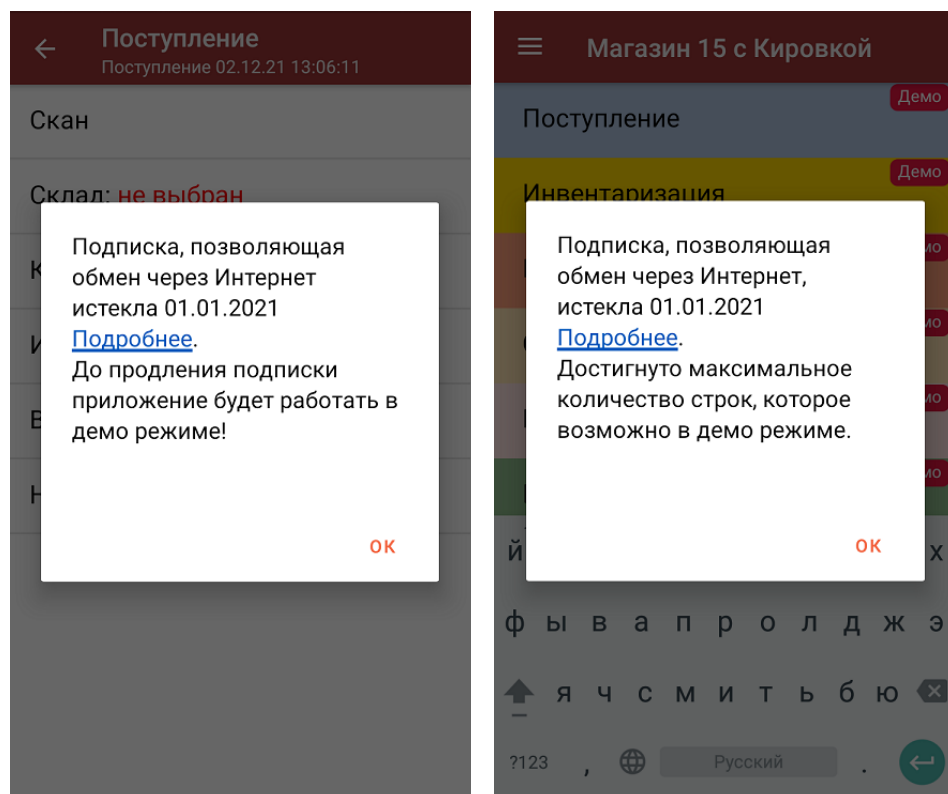 Поступление
Поступление 02.12.21 13:06:11
Скан
Склад: не выбран
Подписка, позволяющая
обмен через Интернет
истекла 01.01.2021
Подробнее.
До продления подписки
приложение будет работать в
демо режиме!
ОК
Магазин 15 с Кировкой
Демо
Поступление
Демо
Инвентаризация
Подписка, позволяющая
обмен через Интернет,
истекла 01.01.2021
Подробнее.
Достигнуто максимальное
количество строк, которое
возможно в демо режиме.
ОК
й х
ф ы в а п р о л д ж э
я ч с м и т ь б ю
?123 , Русский .